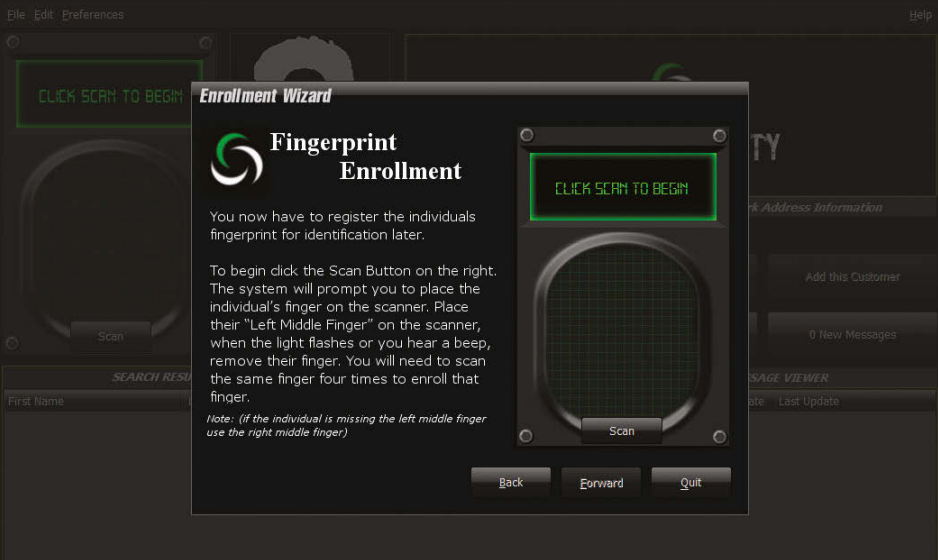 File Edit Preferences Help
CLICK SCAN TO BEGIN
TY
Enrollment Wizard
Fingerprint
Enrollment
You now have to register the individuals
fingerprint for identification later.
To begin click the Scan Button on the right.
The system will prompt you to place the
individual's finger on the scanner. Place
their "Left Middle Finger" on the scanner,
when the light flashes or you hear a beep,
remove their finger. You will need to scan
the same finger four times to enroll that
finger.
Note: (if the individual is missing the left middle finger
use the right middle finger)
CLICK SCAN TO BEGIN
Scan
Back Forward Quit
Scan
rk Address Information
Add this Customer
0 New Messages
SEARCH RESU
SAGE VIEWER
First Name
ate Last Update